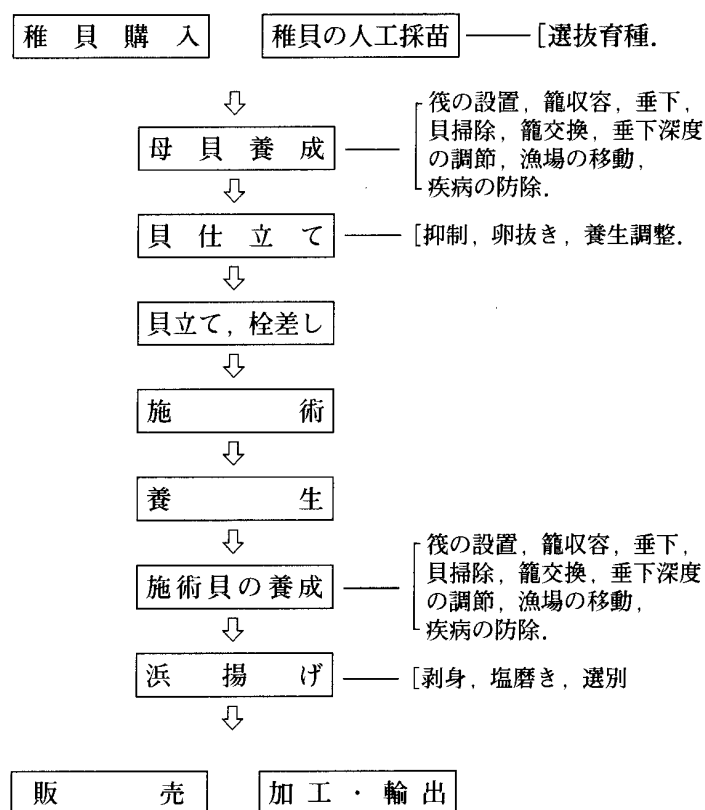 稚貝購入 稚貝の人工採苗 [選抜育種.
筏の設置, 籠収容, 垂下,
貝掃除, 籠交換, 垂下深度
の調節, 漁場の移動,
疾病の防除.
母貝養成
貝仕立て [抑制, 卵抜き, 養生調整.
貝立て, 栓差し
施術
養生
筏の設置, 籠収容, 垂下,
貝掃除, 籠交換, 垂下深度
の調節, 漁場の移動,
疾病の防除.
施術貝の養成
浜揚げ [剥身, 塩磨き, 選別
販売 加工・輸出